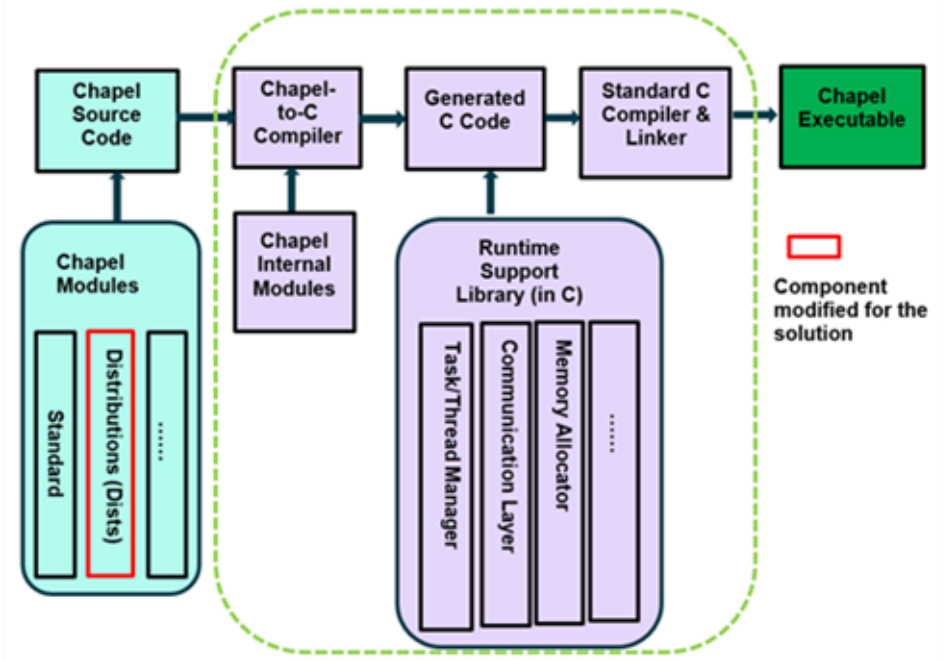 Chapel
Source
Code
Chapel-
to-C
Compiler
Generated
C Code
Standard C
Compiler &
Linker
Chapel
Executable
Chapel
Modules
Standard
Distributions (Dists)
......
Chapel
Internal
Modules
Runtime
Support
Library (in C)
Task/Thread Manager
Communication Layer
Memory Allocator
......
Component
modified for the
solution